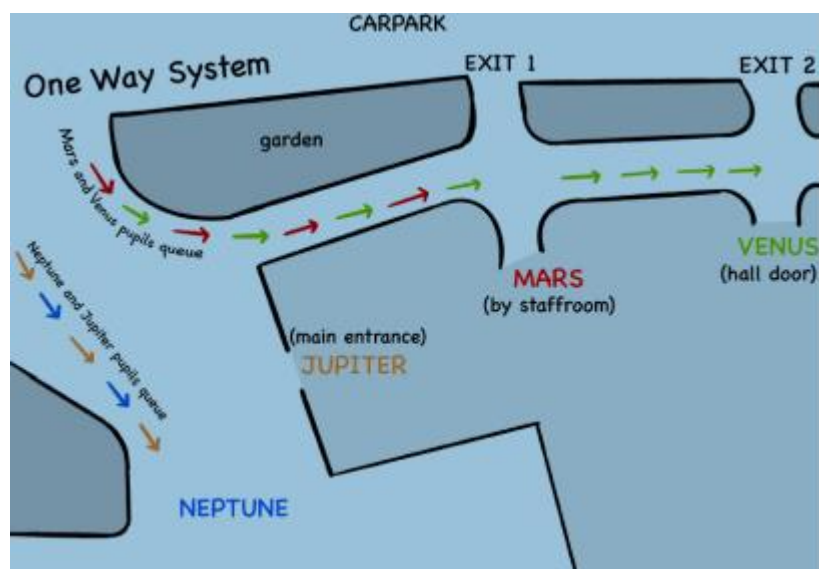 CARPARK
One Way System
EXIT 1
EXIT 2
garden
Mars and Venus pupils queue
Neptune and Jupiter pupils queue
MARS
(by staffroom)
VENUS
(hall door)
(main entrance)
JUPITER
NEPTUNE